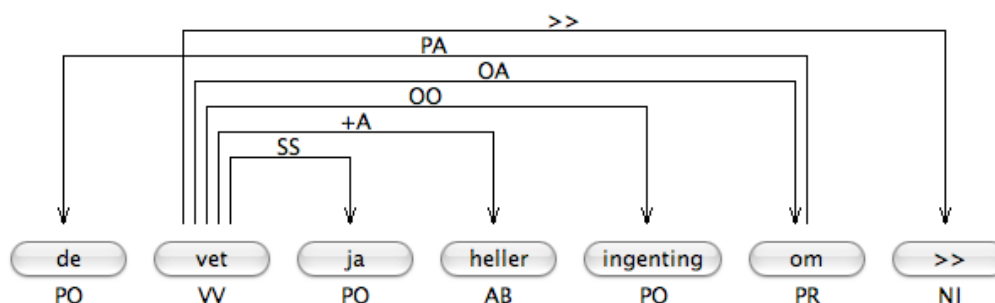 >>
PA
OA
OO
+A
SS
de vet ja heller ingenting om >>
PO VV PO AB PO PR NI